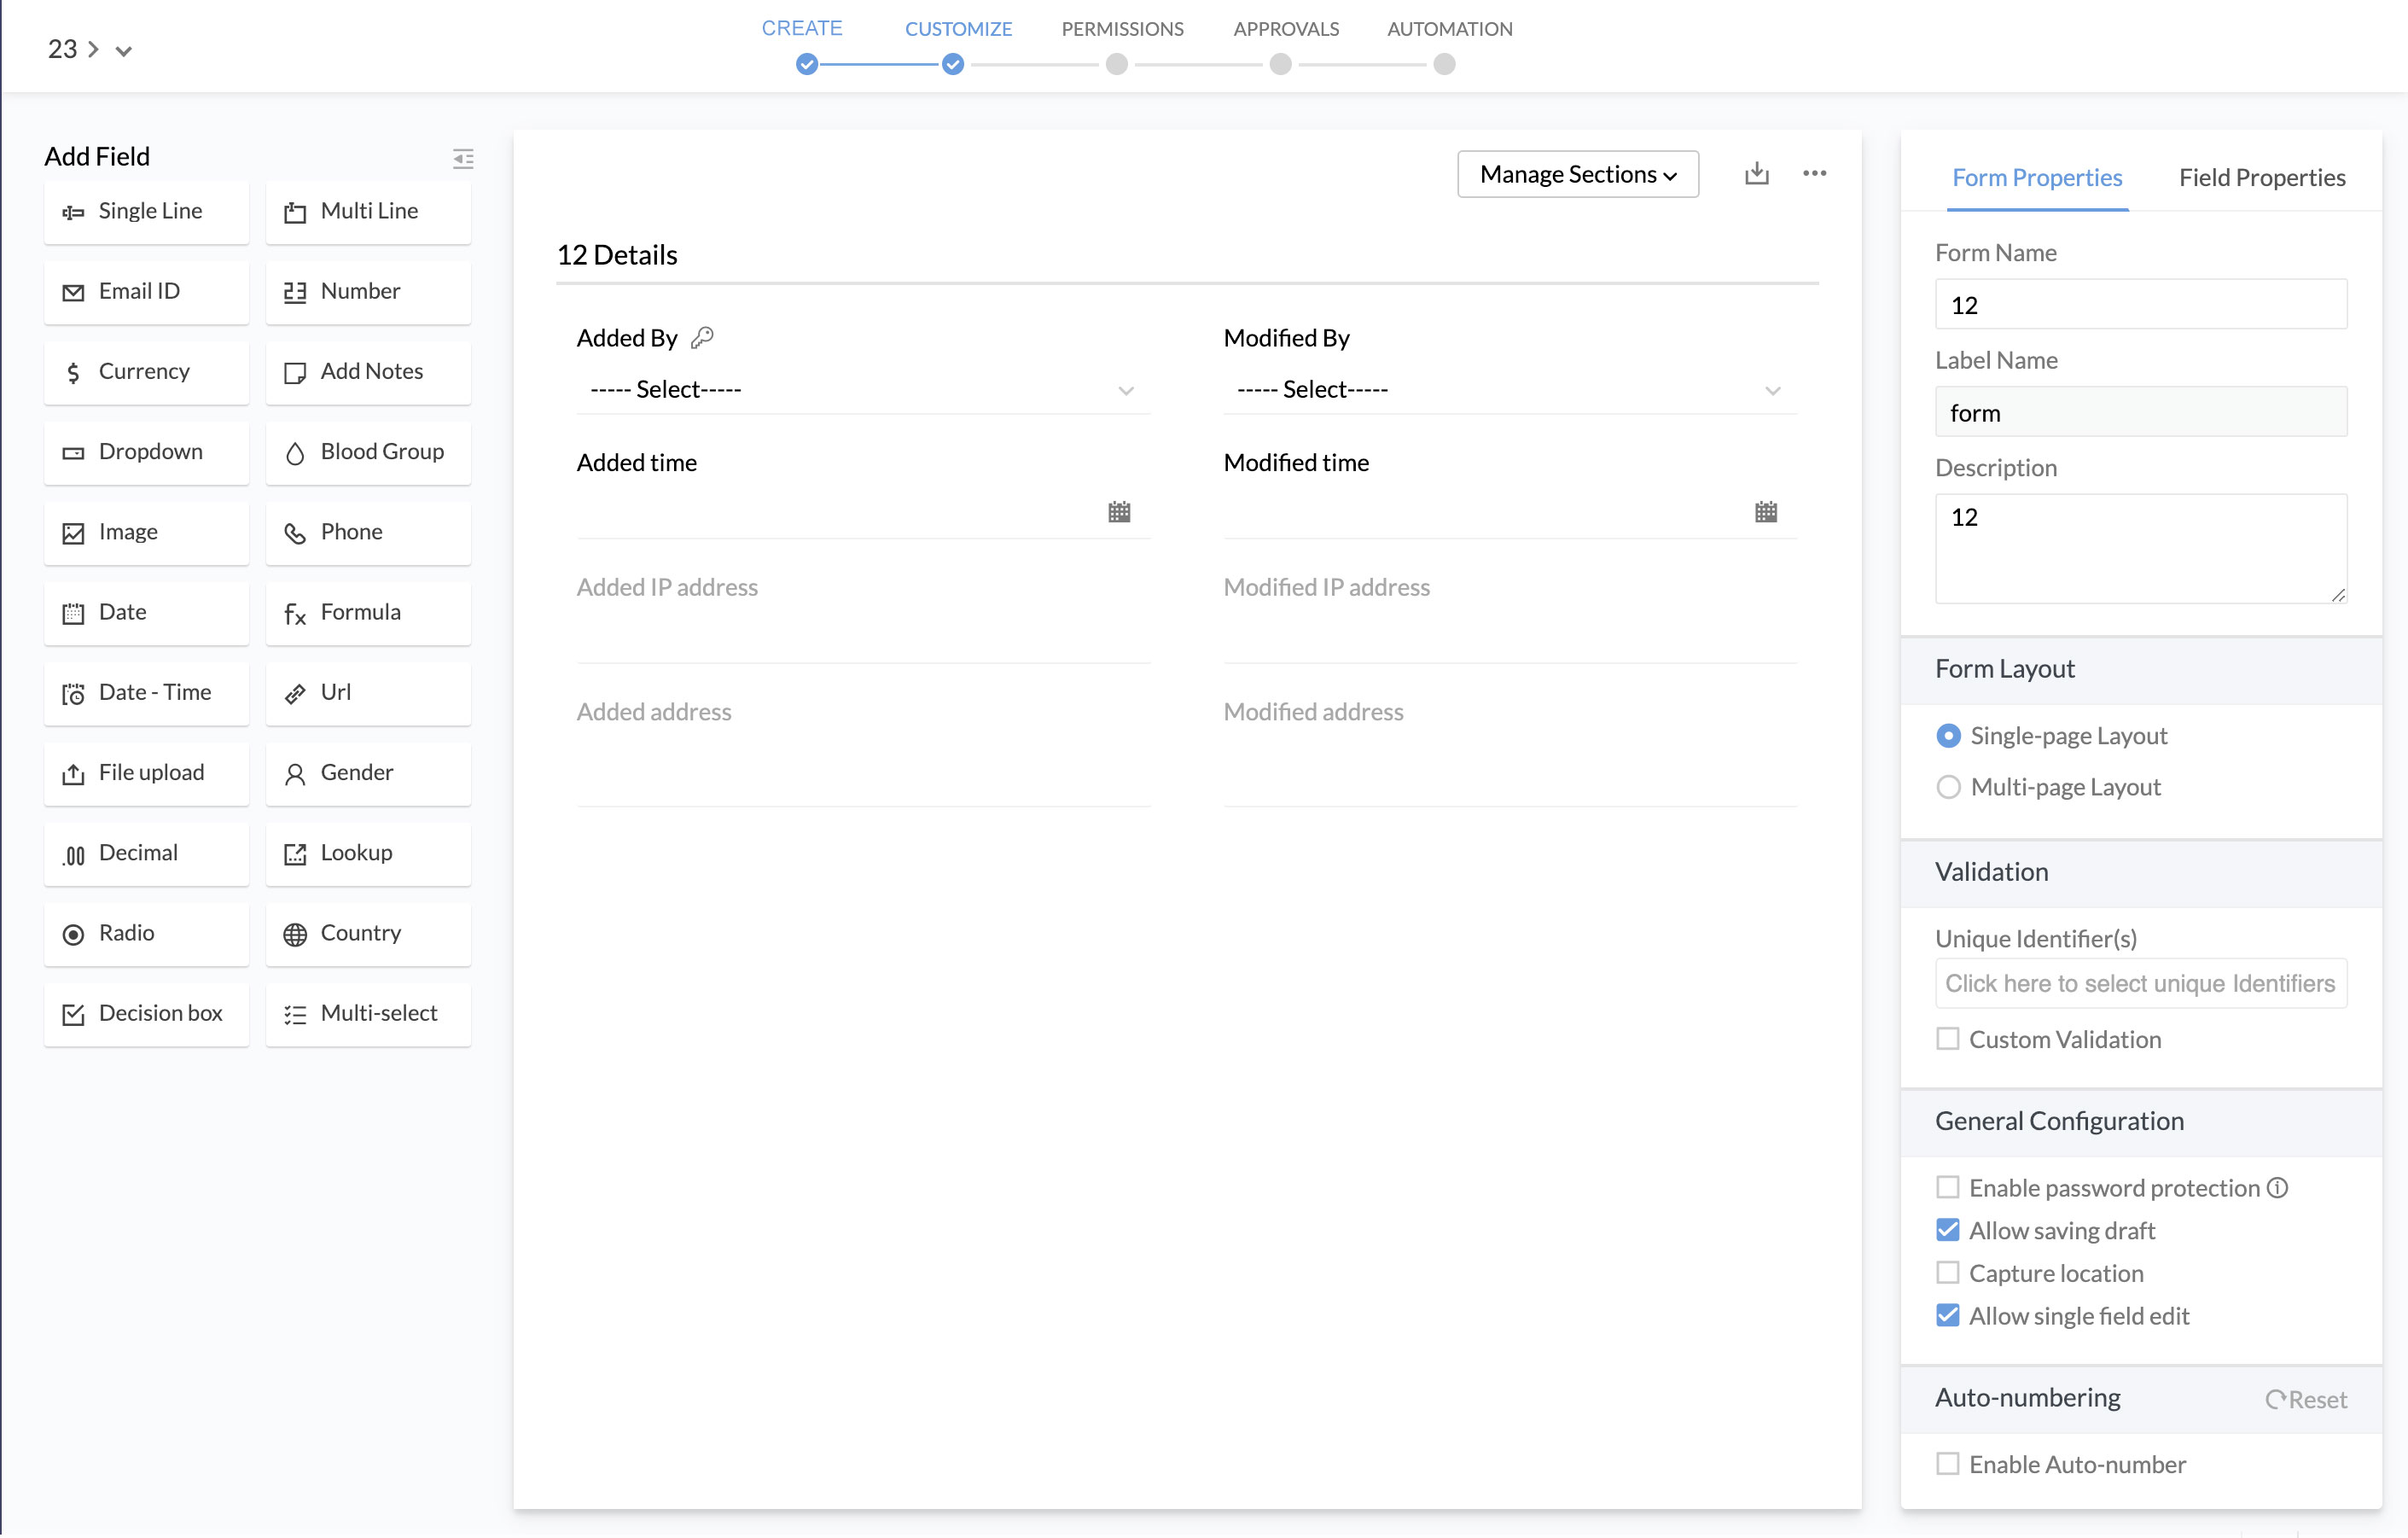 23
CREATE
CUSTOMIZE
PERMISSIONS
APPROVALS
AUTOMATION
Add Field
Single Line
Multi Line
Email ID
Number
Currency
Add Notes
Dropdown
Blood Group
Image
Phone
Date
Formula
Date - Time
Url
File upload
Gender
Decimal
Lookup
Radio
Country
Decision box
Multi-select
Manage Sections
12 Details
Added By
Modified By
----- Select-----
----- Select-----
Added time
Modified time
Added IP address
Modified IP address
Added address
Modified address
Form Properties
Field Properties
Form Name
12
Label Name
form
Description
12
Form Layout
Single-page Layout
Multi-page Layout
Validation
Unique Identifier(s)
Click here to select unique Identifiers
Custom Validation
General Configuration
Enable password protection
Allow saving draft
Capture location
Allow single field edit
Auto-numbering
Reset
Enable Auto-number